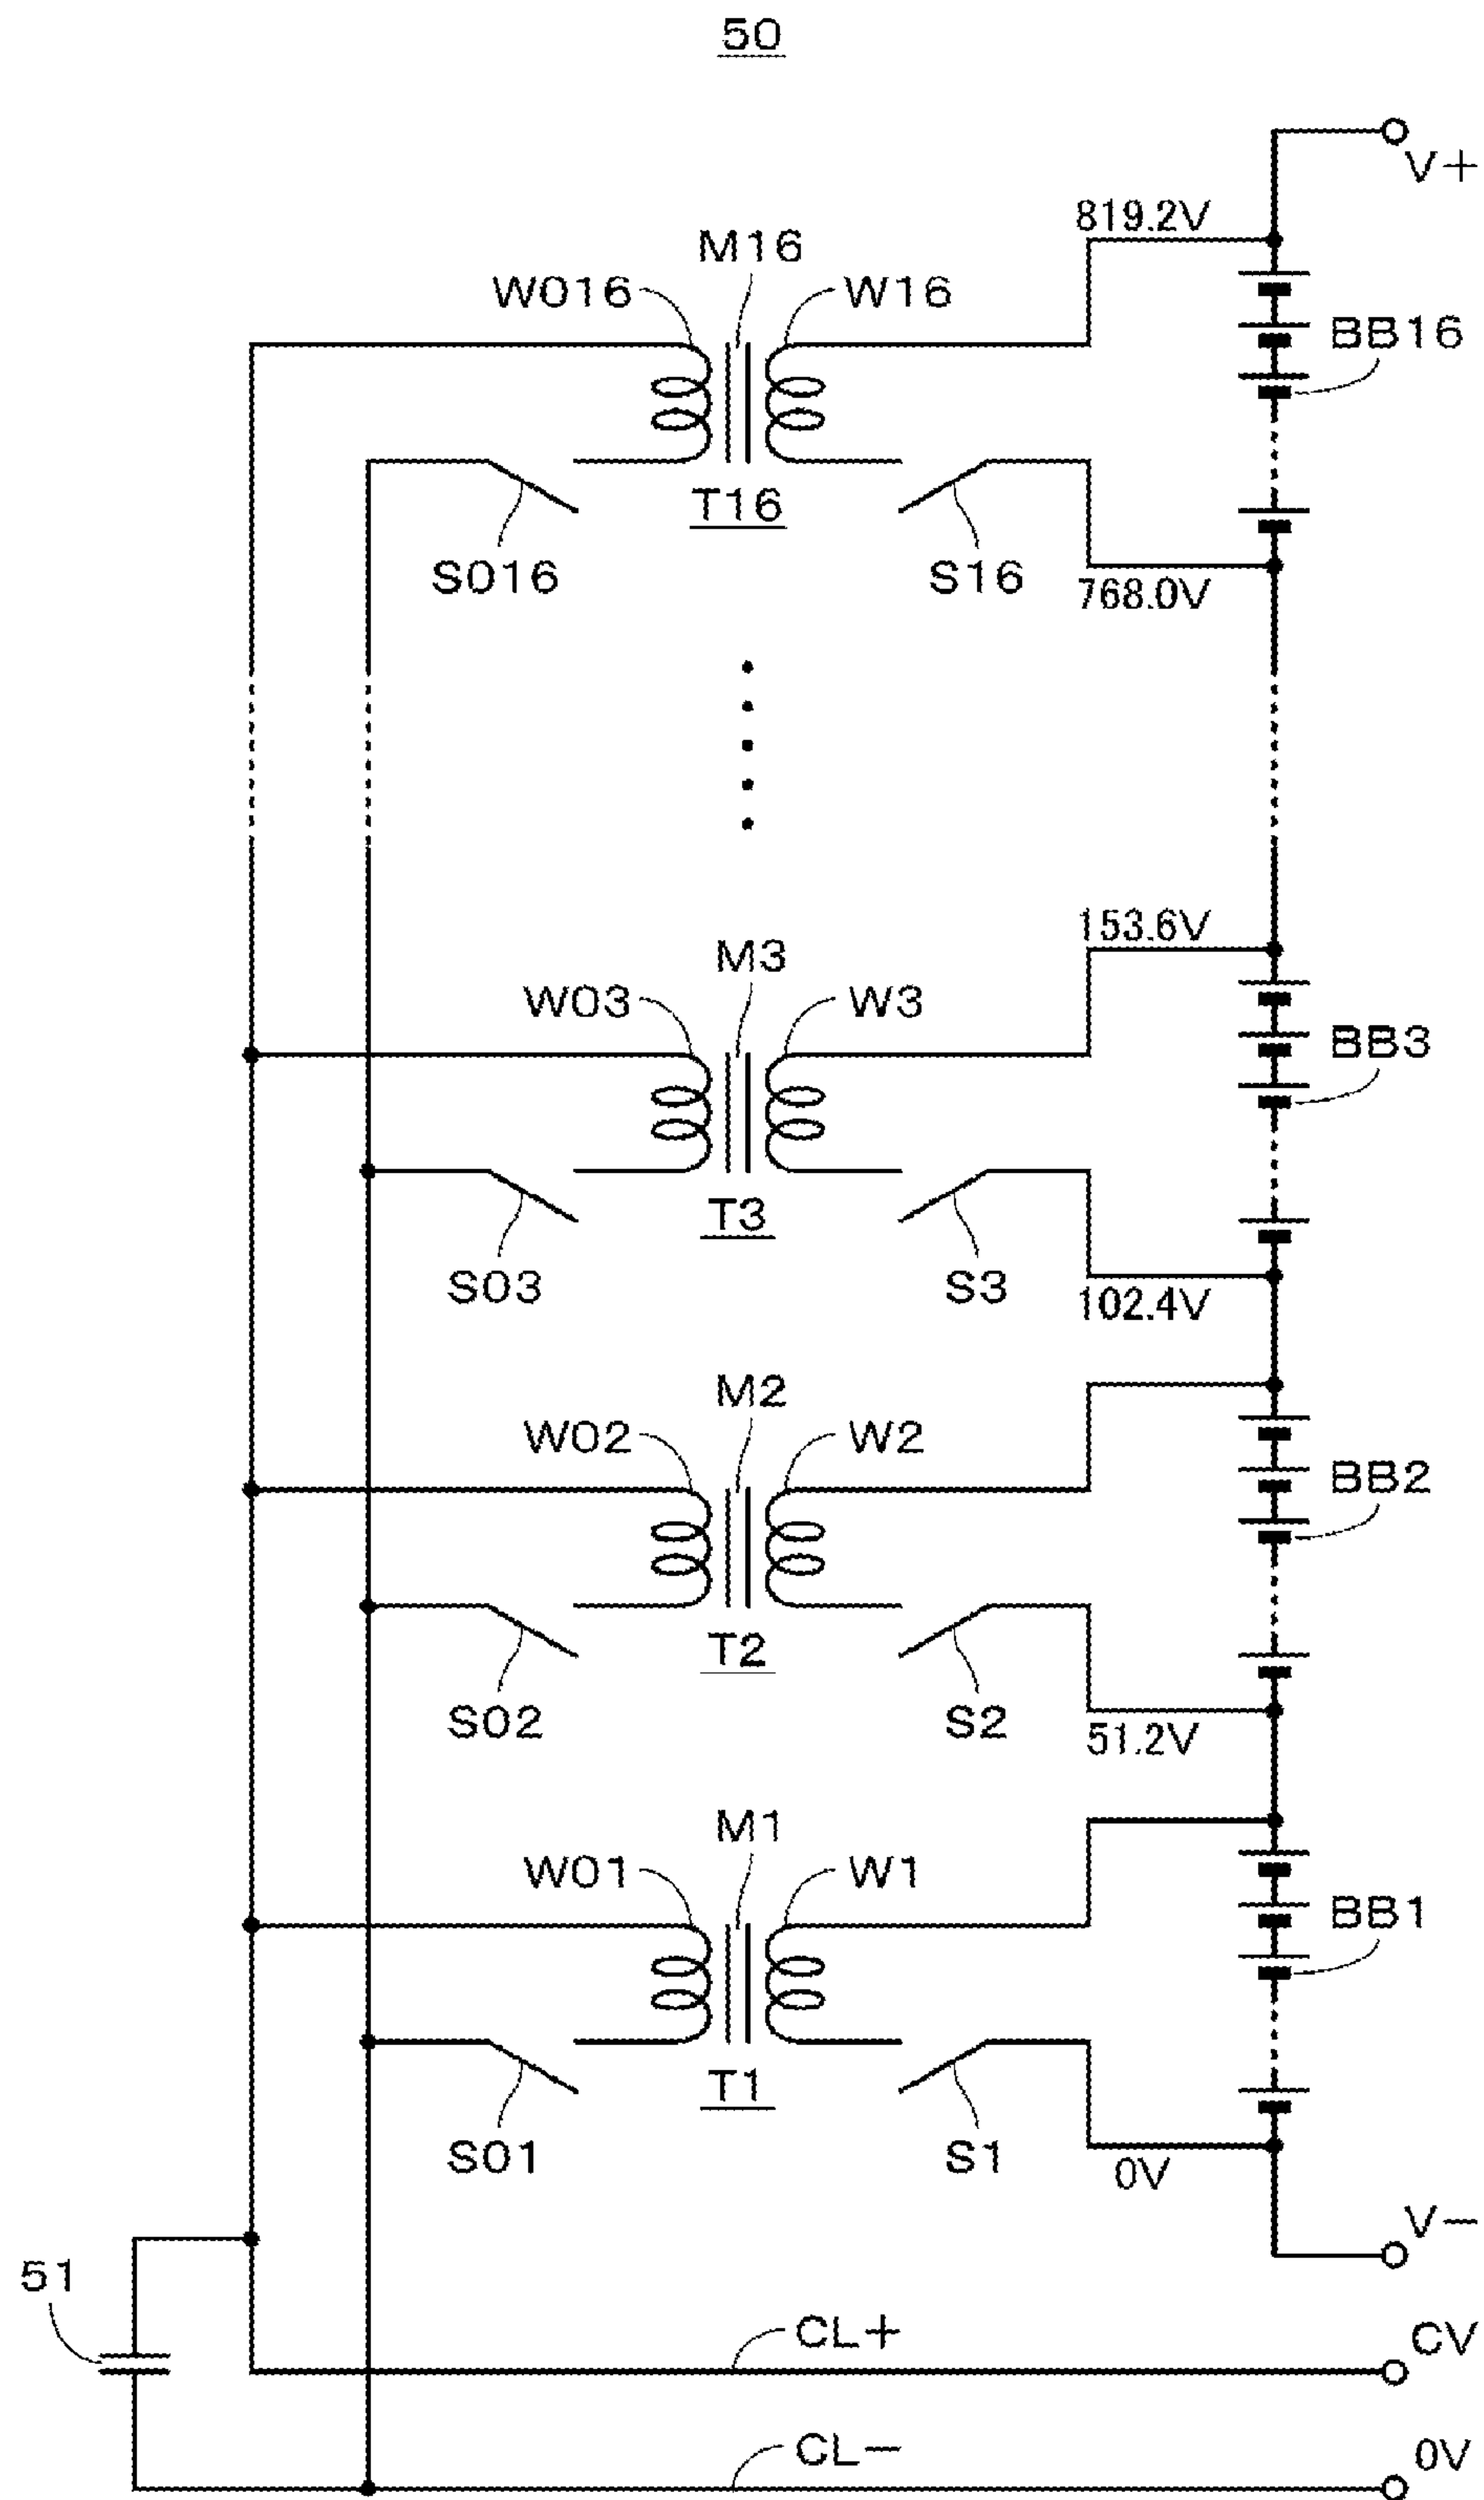 50
V+
819.2V
M16
W016
W16
BB16
T16
S016
S16
768.0V
153.6V
M3
W03
W3
BB3
T3
S03
S3
102.4V
M2
W02
W2
BB2
T2
S02
S2
51.2V
M1
W01
W1
BB1
T1
S01
S1
0V
V−
51
CL+
CV
CL−
0V